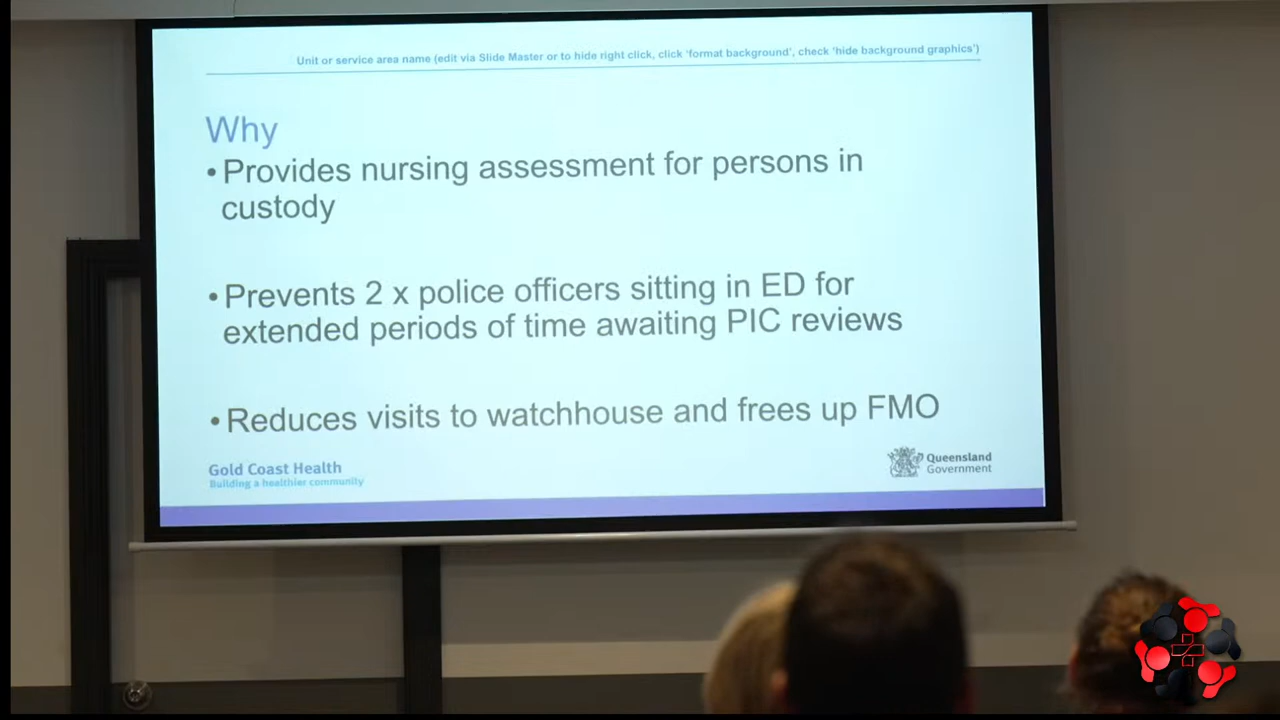 Unit or service area name (edit via Slide Master or to hide right click, click 'format background', check 'hide background graphics')
Why
• Provides nursing assessment for persons in
custody
• Prevents 2 x police officers sitting in ED for
extended periods of time awaiting PIC reviews
• Reduces visits to watchhouse and frees up FMO
Gold Coast Health
Building a healthier community
Queensland
Government